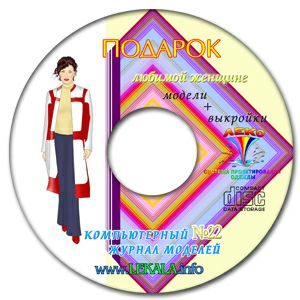 ПОДАРОК
любимой женщине
модели
+
выкройки
ЛЕКО
СИСТЕМА ПРОЕКТИРОВАНИЯ
ОДЕЖДЫ
COMPACT
disc
DATA STORAGE
КОМПЬЮТЕРНЫЙ №22
ЖУРНАЛ МОДЕЛЕЙ
www.LEKALA.info